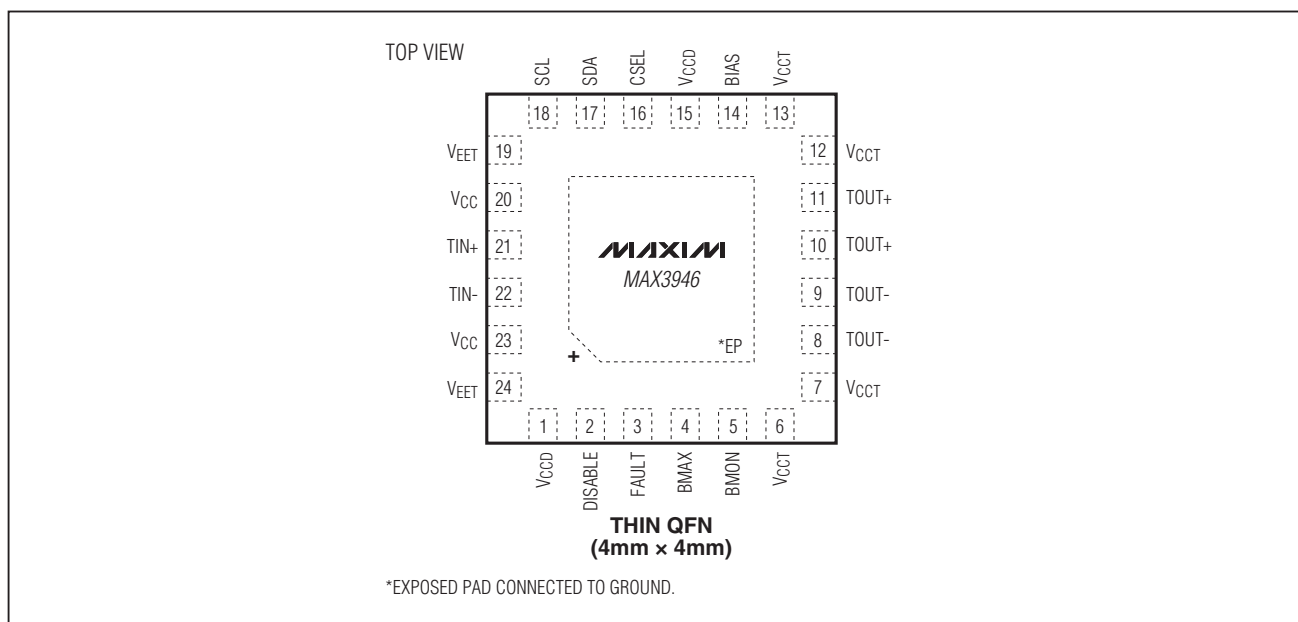 TOP VIEW
SCL
SDA
CSEL
VCCD
BIAS
VCCT
18
17
16
15
14
13
VEET 19
12 VCCT
VCC 20
11 TOUT+
TIN+ 21
10 TOUT+
MAXIM
MAX3946
TIN- 22
9 TOUT-
VCC 23
8 TOUT-
*EP
+
VEET 24
7 VCCT
1
2
3
4
5
6
VCCD
DISABLE
FAULT
BMAX
BMON
VCCT
THIN QFN
(4mm × 4mm)
*EXPOSED PAD CONNECTED TO GROUND.